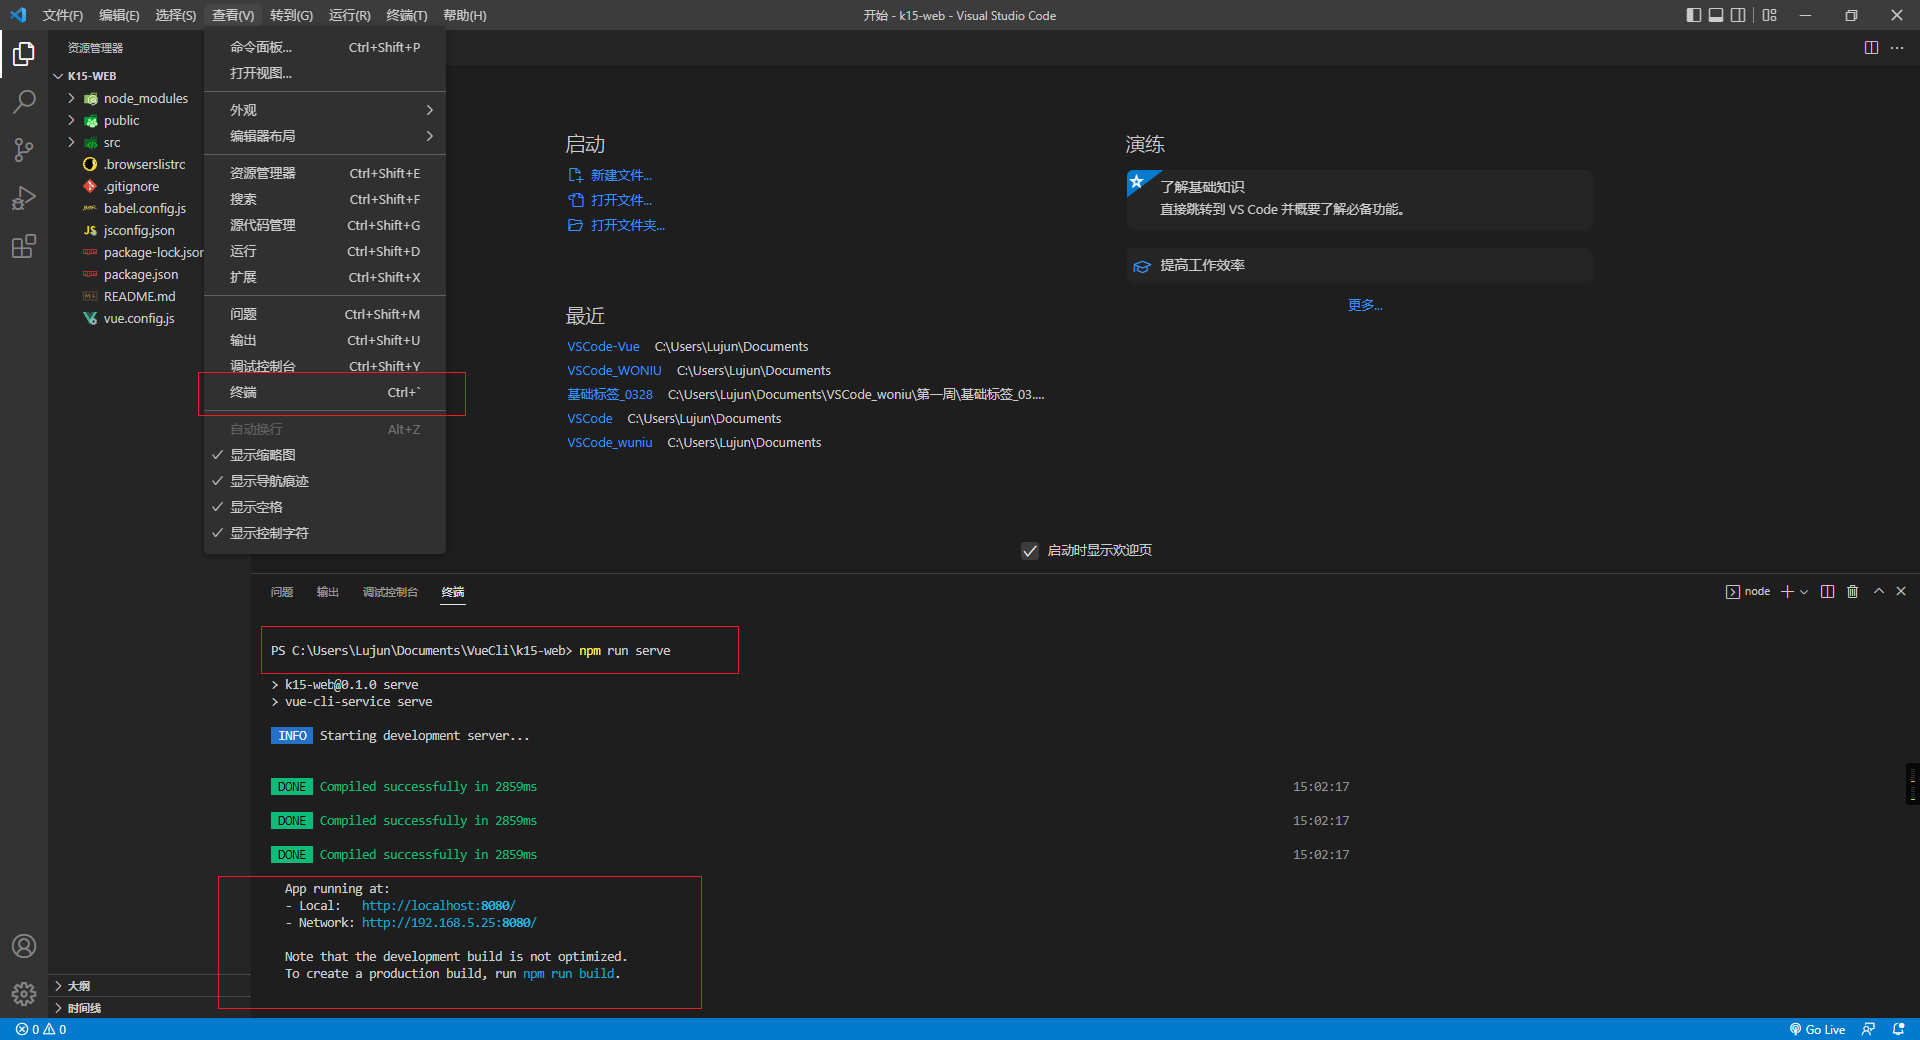 文件(F) 编辑(E) 选择(S) 查看(V) 转到(G) 运行(R) 终端(T) 帮助(H)
开始 - k15-web - Visual Studio Code
资源管理器
K15-WEB
node_modules
public
src
.browserslistrc
.gitignore
babel.config.js
jsconfig.json
package-lock.json
package.json
README.md
vue.config.js
大纲
时间线
命令面板... Ctrl+Shift+P
打开视图...
外观
编辑器布局
资源管理器 Ctrl+Shift+E
搜索 Ctrl+Shift+F
源代码管理 Ctrl+Shift+G
运行 Ctrl+Shift+D
扩展 Ctrl+Shift+X
问题 Ctrl+Shift+M
输出 Ctrl+Shift+U
调试控制台 Ctrl+Shift+Y
终端 Ctrl+`
自动换行 Alt+Z
显示缩略图
显示导航痕迹
显示空格
显示控制字符
启动
新建文件...
打开文件...
打开文件夹...
最近
VSCode-Vue C:\Users\Lujun\Documents
VSCode_WONIU C:\Users\Lujun\Documents
基础标签_0328 C:\Users\Lujun\Documents\VSCode_woniu\第一周\基础标签_03....
VSCode C:\Users\Lujun\Documents
VSCode_wuniu C:\Users\Lujun\Documents
演练
了解基础知识
直接跳转到 VS Code 并概要了解必备功能。
提高工作效率
更多...
启动时显示欢迎页
问题 输出 调试控制台 终端
node
PS C:\Users\Lujun\Documents\VueCli\k15-web> npm run serve
> k15-web@0.1.0 serve
> vue-cli-service serve
INFO Starting development server...
DONE Compiled successfully in 2859ms 15:02:17
DONE Compiled successfully in 2859ms 15:02:17
DONE Compiled successfully in 2859ms 15:02:17
App running at:
- Local: http://localhost:8080/
- Network: http://192.168.5.25:8080/
Note that the development build is not optimized.
To create a production build, run npm run build.
0 0
Go Live